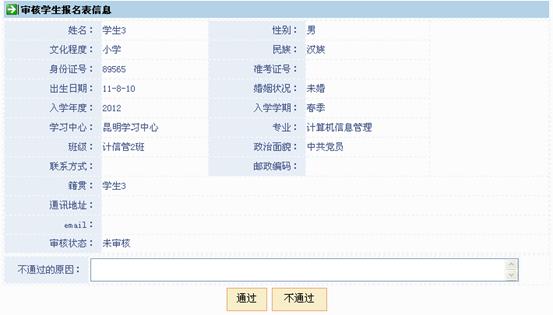 审核学生报名表信息
姓名： 学生3 性别： 男
文化程度： 小学 民族： 汉族
身份证号： 89565 准考证号：
出生日期： 11-8-10 婚姻状况： 未婚
入学年度： 2012 入学学期： 春季
学习中心： 昆明学习中心 专业： 计算机信息管理
班级： 计信管2班 政治面貌： 中共党员
联系方式： 邮政编码：
籍贯： 学生3
通讯地址：
email：
审核状态： 未审核
不通过的原因：
通过 不通过